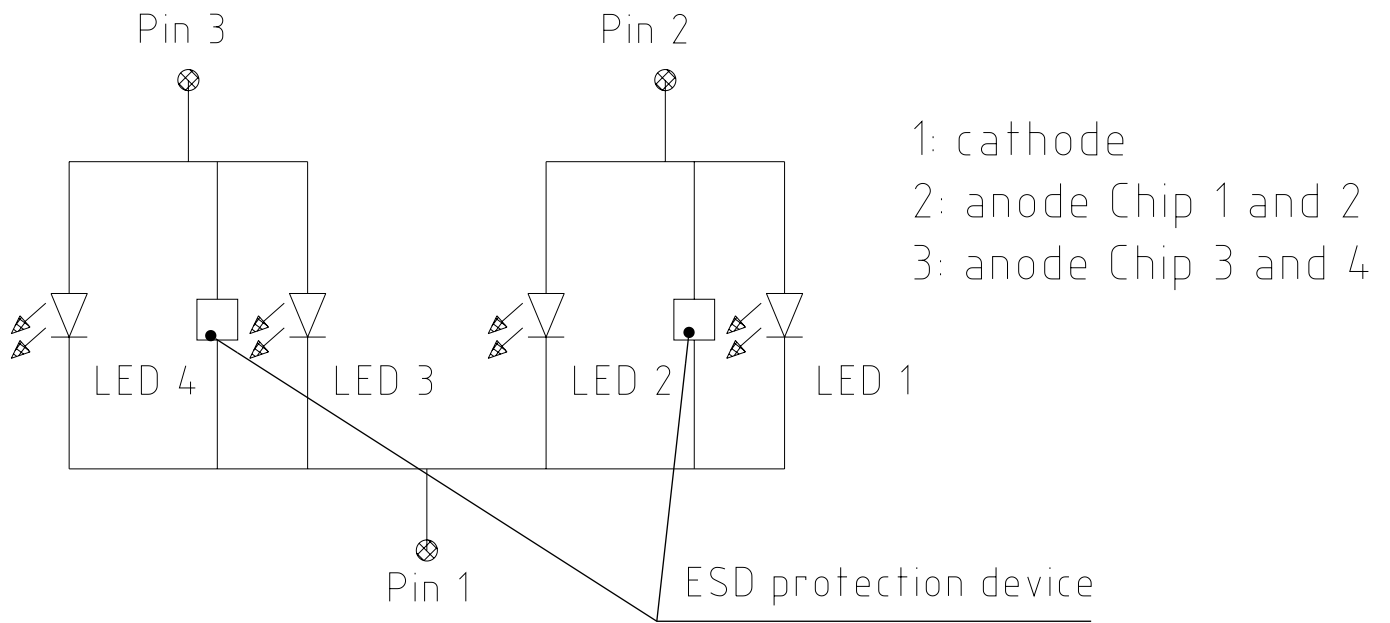 Pin 3
Pin 2
1: cathode
2: anode Chip 1 and 2
3: anode Chip 3 and 4
LED 4
LED 3
LED 2
LED 1
Pin 1
ESD protection device